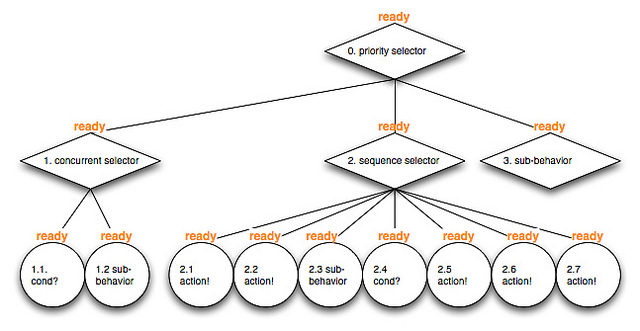 ready
0. priority selector
ready
ready
ready
1. concurrent selector
2. sequence selector
3. sub-behavior
ready
ready
ready
ready
ready
ready
ready
ready
ready
1.1.
cond?
1.2 sub-
behavior
2.1
action!
2.2
action!
2.3 sub-
behavior
2.4
cond?
2.5
action!
2.6
action!
2.7
action!